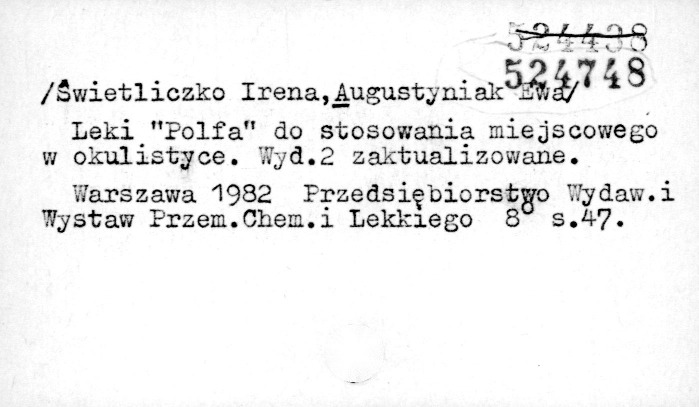 524438
524748
/Świetliczko Irena,Augustyniak Ewa/
Leki "Polfa" do stosowania miejscowego
w okulistyce. Wyd.2 zaktualizowane.
Warszawa 1982 Przedsiębiorstwo Wydaw.i
Wystaw Przem.Chem.i Lekkiego 8° s.47.